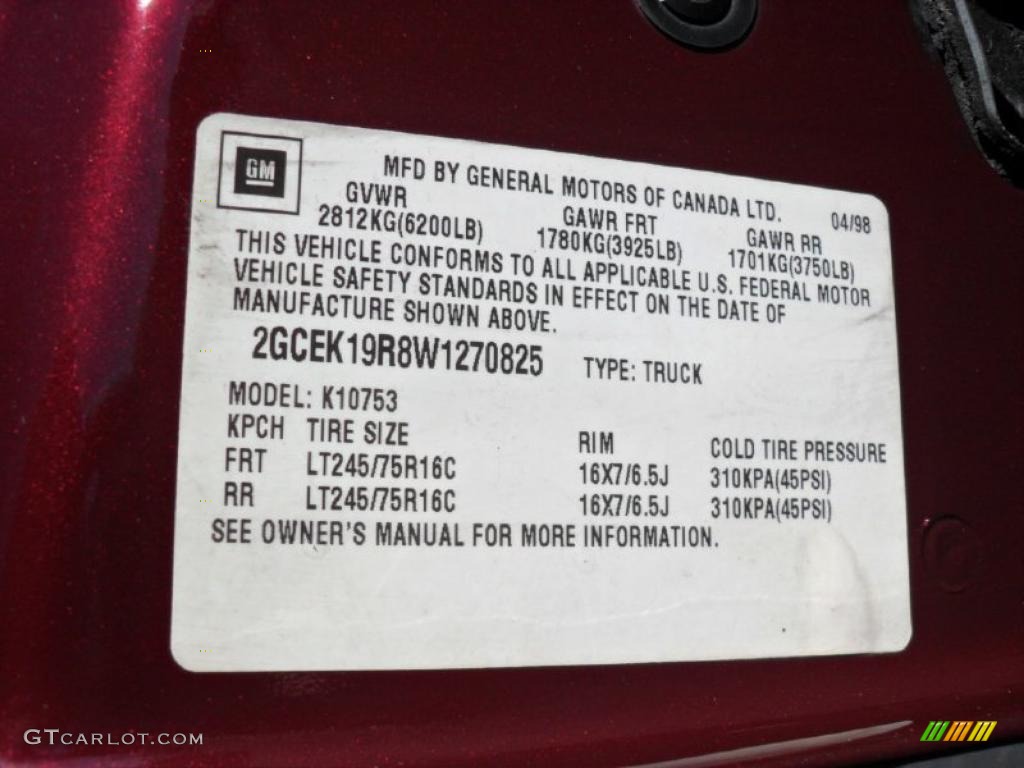 GM
MFD BY GENERAL MOTORS OF CANADA LTD.
04/98
GVWR GAWR FRT GAWR RR
2812KG(6200LB) 1780KG(3925LB) 1701KG(3750LB)
THIS VEHICLE CONFORMS TO ALL APPLICABLE U.S. FEDERAL MOTOR
VEHICLE SAFETY STANDARDS IN EFFECT ON THE DATE OF
MANUFACTURE SHOWN ABOVE.
2GCEK19R8W1270825 TYPE: TRUCK
MODEL: K10753
KPCH TIRE SIZE RIM COLD TIRE PRESSURE
FRT LT245/75R16C 16X7/6.5J 310KPA(45PSI)
RR LT245/75R16C 16X7/6.5J 310KPA(45PSI)
SEE OWNER'S MANUAL FOR MORE INFORMATION.
GTCARLOT.COM